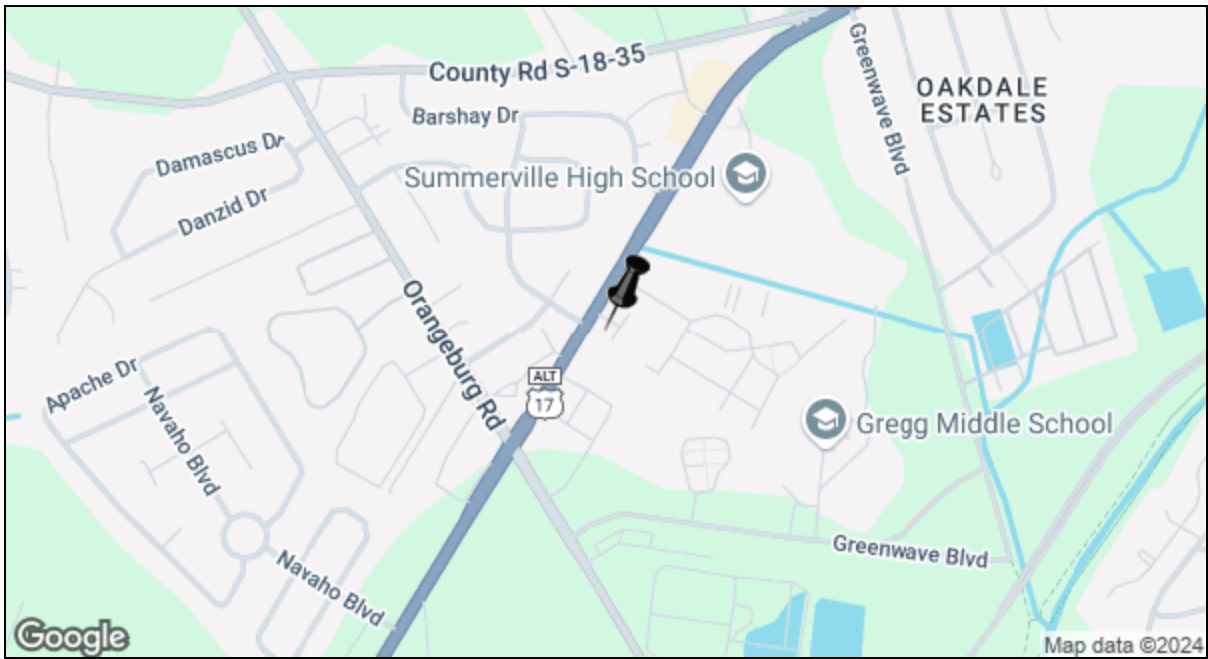 County Rd S-18-35
Greenwave Blvd
OAKDALE
ESTATES
Barshay Dr
Damascus Dr
Summerville High School
Danzid Dr
Orangeburg Rd
ALT
17
Apache Dr
Navaho Blvd
Gregg Middle School
Greenwave Blvd
Navaho Blvd
Google
Map data ©2024